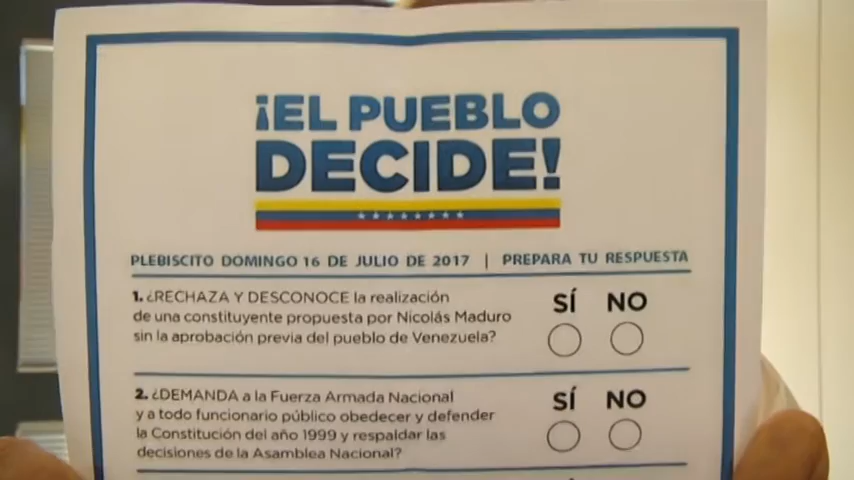 ¡EL PUEBLO
DECIDE!
PLEBISCITO DOMINGO 16 DE JULIO DE 2017 | PREPARA TU RESPUESTA
1. ¿RECHAZA Y DESCONOCE la realización
de una constituyente propuesta por Nicolás Maduro
sin la aprobación previa del pueblo de Venezuela?
SÍ NO
2. ¿DEMANDA a la Fuerza Armada Nacional
y a todo funcionario público obedecer y defender
la Constitución del año 1999 y respaldar las
decisiones de la Asamblea Nacional?
SÍ NO